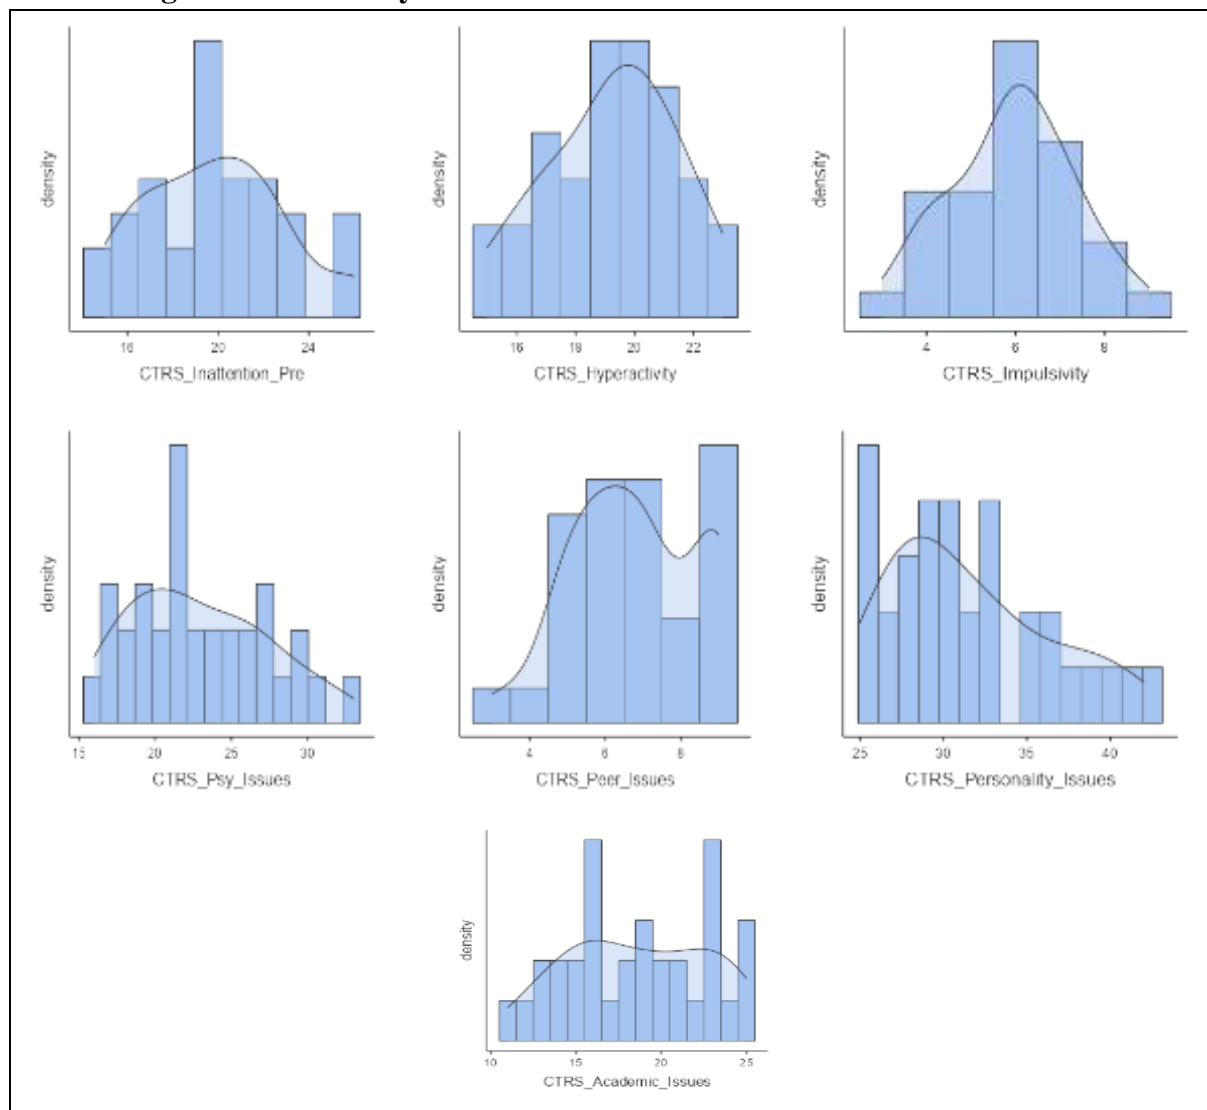 density density density
16 20 24 16 18 20 22 4 6 8
CTRS_Inattention_Pre CTRS_Hyperactivity CTRS_Impulsivity
density density density
15 20 25 30 4 6 8 25 30 35 40
CTRS_Psy_Issues CTRS_Peer_Issues CTRS_Personality_Issues
density
10 15 20 25
CTRS_Academic_Issues